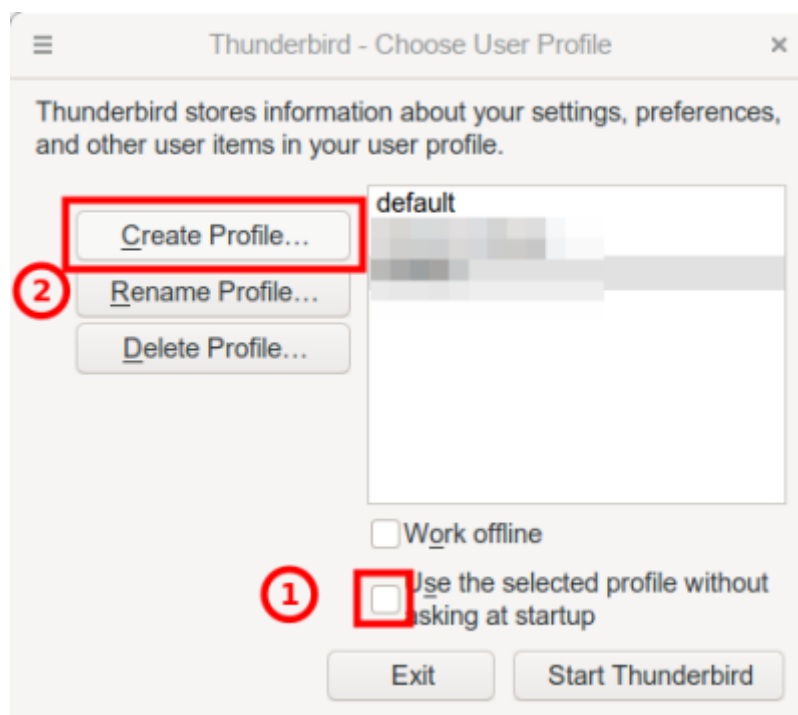 Thunderbird - Choose User Profile
Thunderbird stores information about your settings, preferences,
and other user items in your user profile.
Create Profile...
default
2
Rename Profile...
Delete Profile...
Work offline
1
Use the selected profile without
asking at startup
Exit
Start Thunderbird